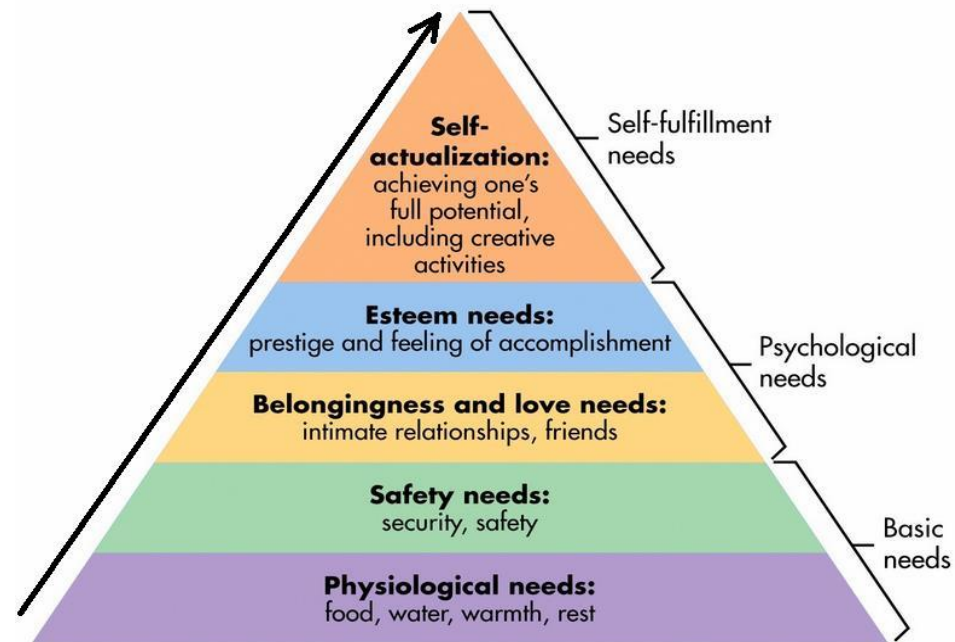 Self-
actualization:
achieving one's
full potential,
including creative
activities
Self-fulfillment
needs
Esteem needs:
prestige and feeling of accomplishment
Psychological
needs
Belongingness and love needs:
intimate relationships, friends
Safety needs:
security, safety
Basic
needs
Physiological needs:
food, water, warmth, rest